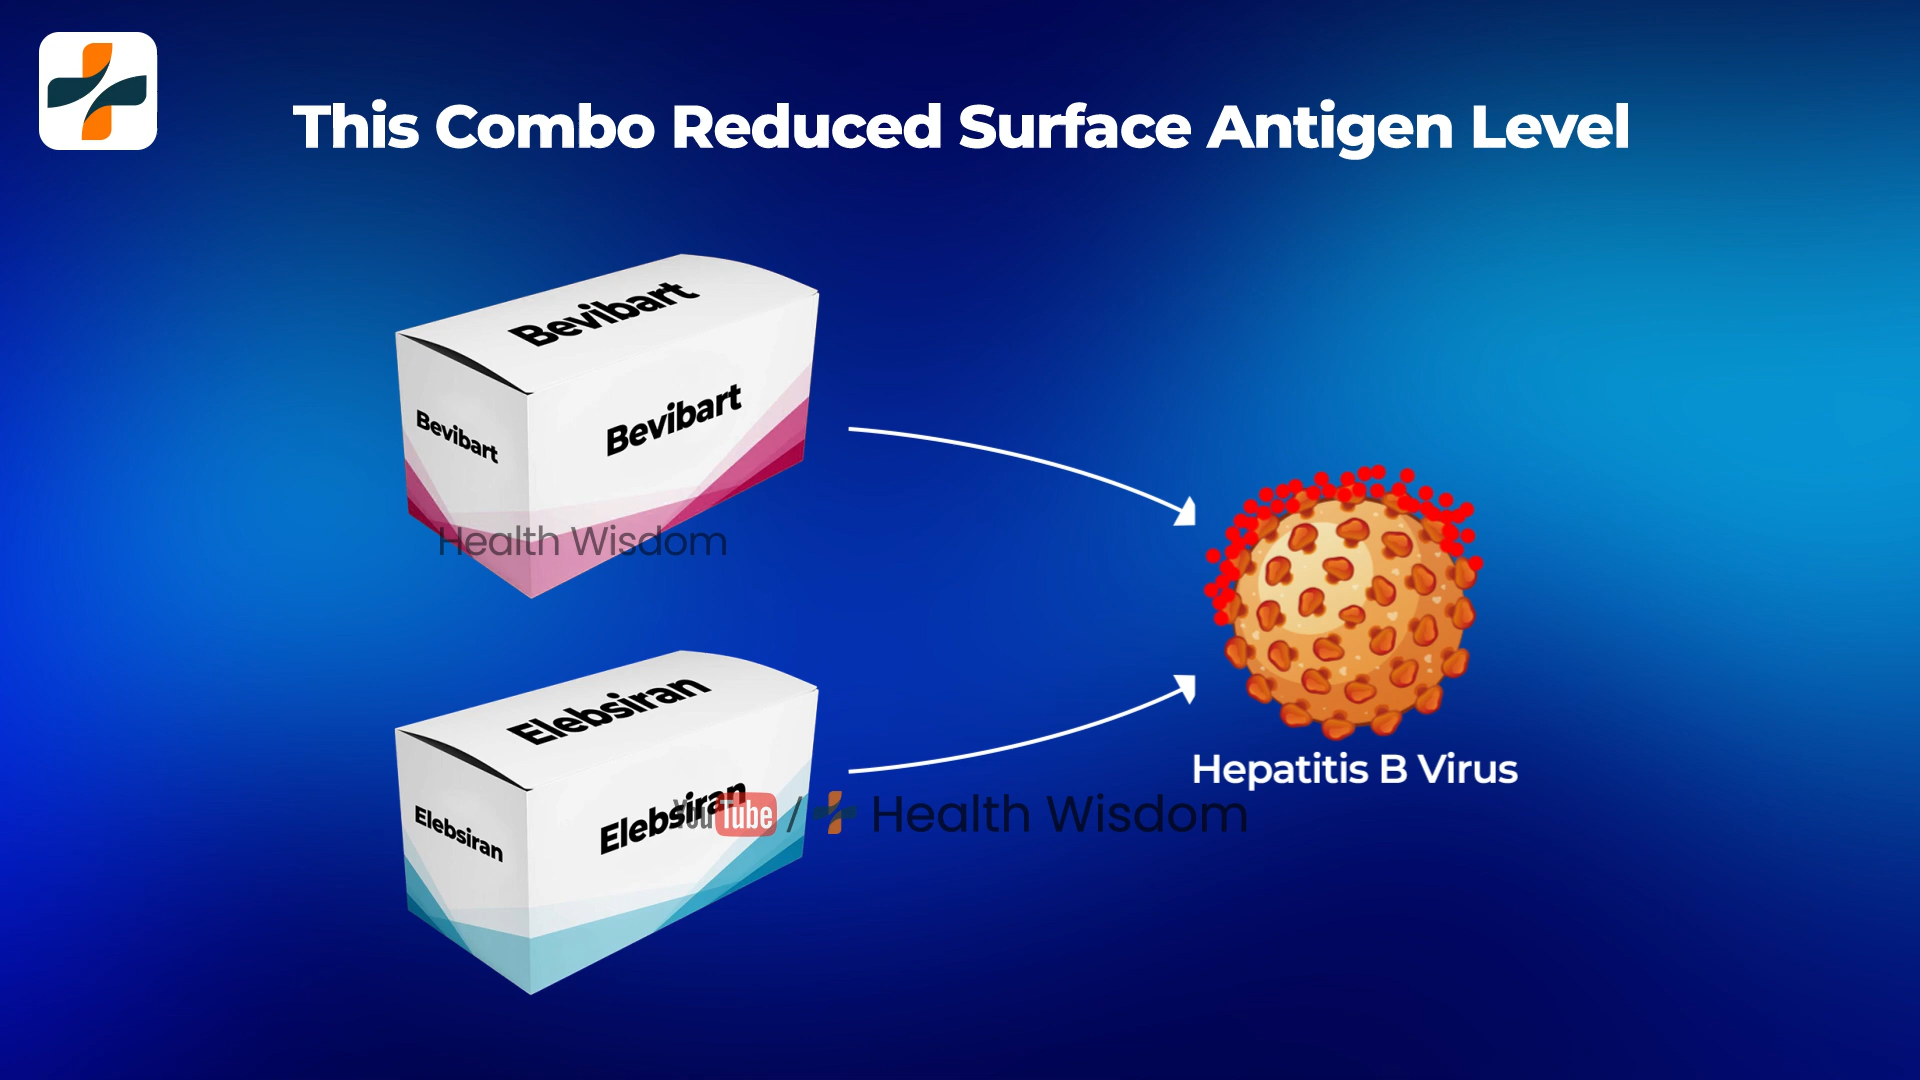 This Combo Reduced Surface Antigen Level
Bevibart
Bevibart
Bevibart
Health Wisdom
Elebsiran
Elebsiran
Elebsiran
Hepatitis B Virus
YouTube / Health Wisdom